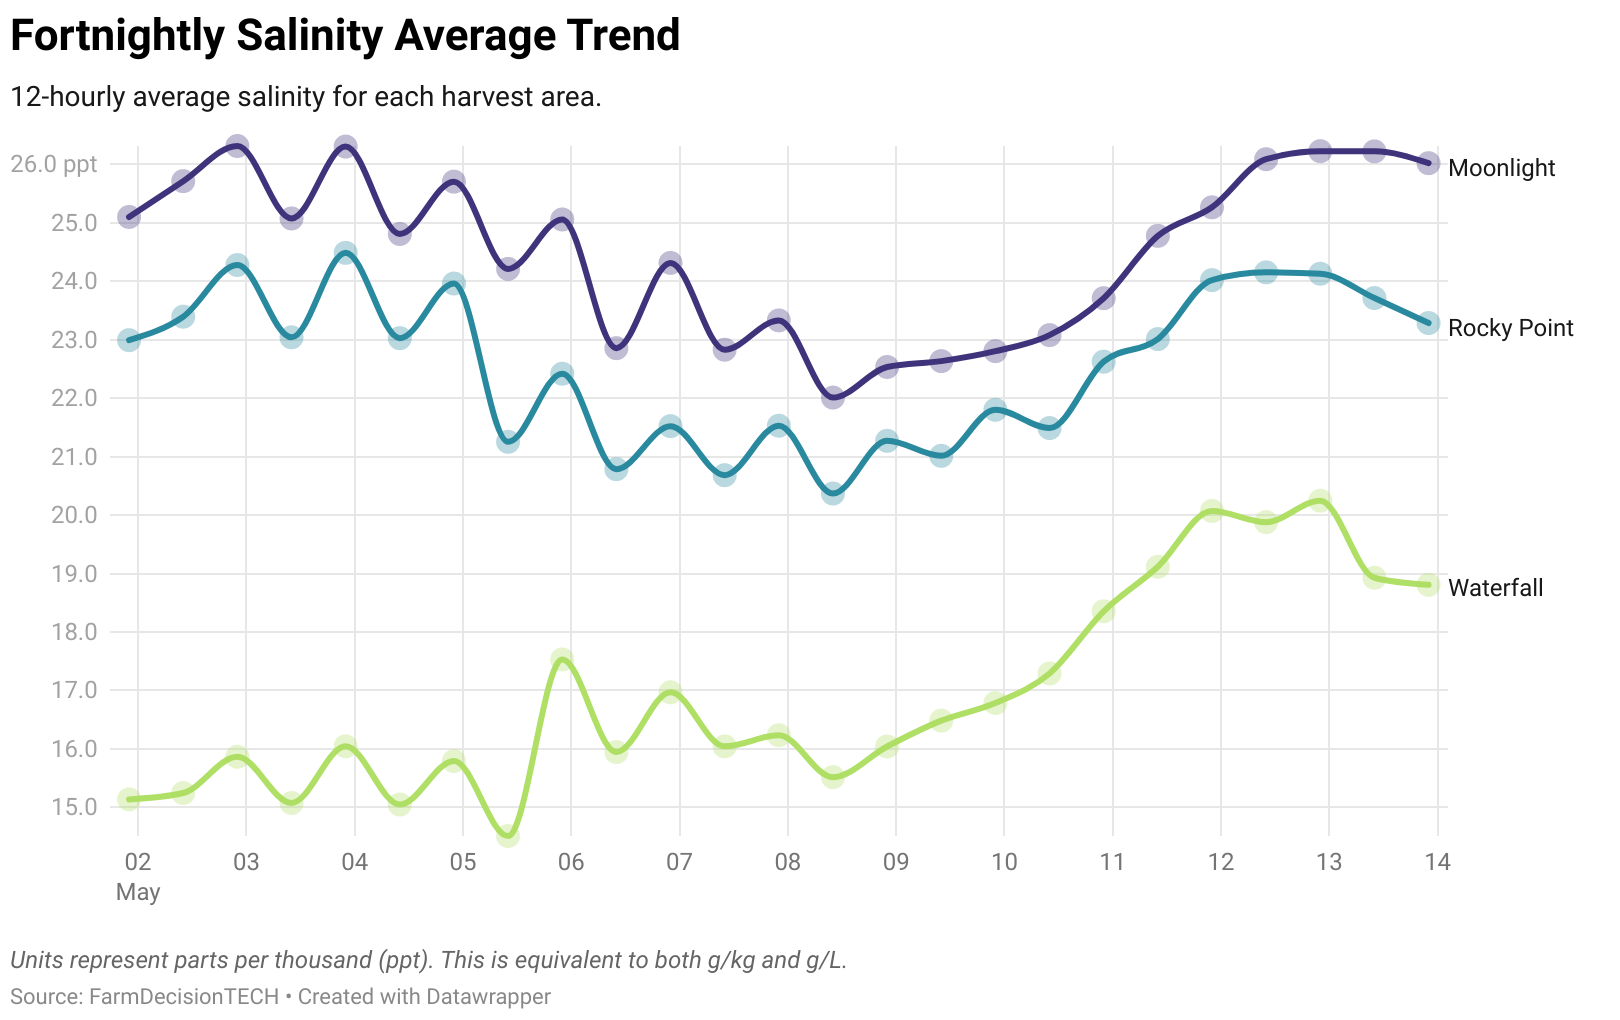 Fortnightly Salinity Average Trend
12-hourly average salinity for each harvest area.
26.0 ppt
25.0
24.0
23.0
22.0
21.0
20.0
19.0
18.0
17.0
16.0
15.0
Moonlight
Rocky Point
Waterfall
02 03 04 05 06 07 08 09 10 11 12 13 14
May
Units represent parts per thousand (ppt). This is equivalent to both g/kg and g/L.
Source: FarmDecisionTECH • Created with Datawrapper